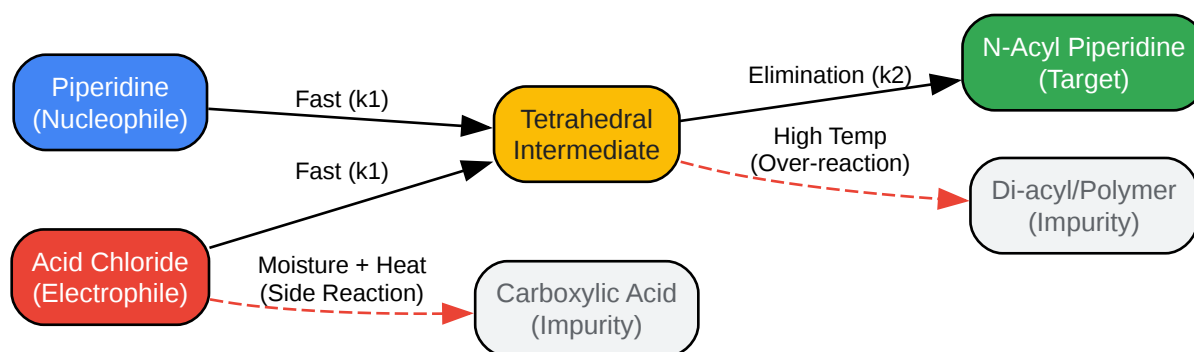 Piperidine
(Nucleophile)
Fast (k1)
Fast (k1)
Tetrahedral
Intermediate
Elimination (k2)
N-Acyl Piperidine
(Target)
High Temp
(Over-reaction)
Di-acyl/Polymer
(Impurity)
Acid Chloride
(Electrophile)
Moisture + Heat
(Side Reaction)
Carboxylic Acid
(Impurity)